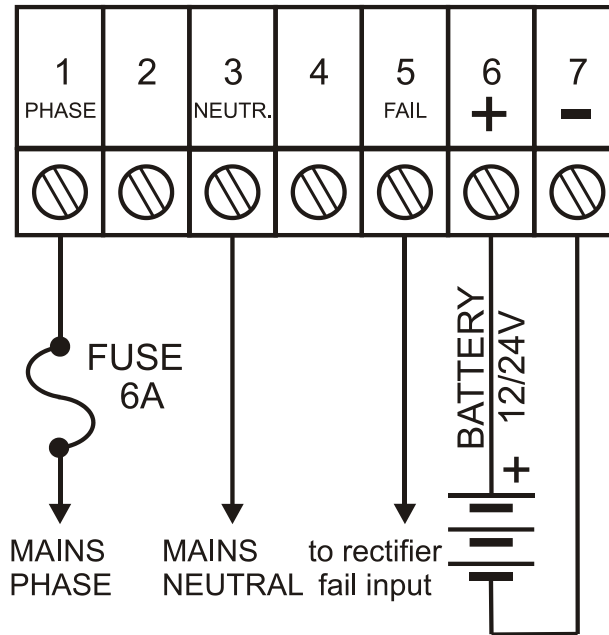 1 2 3 4 5 6 7
PHASE NEUTR. FAIL + -
FUSE
6A
BATTERY
12/24V
+
MAINS MAINS to rectifier
PHASE NEUTRAL fail input